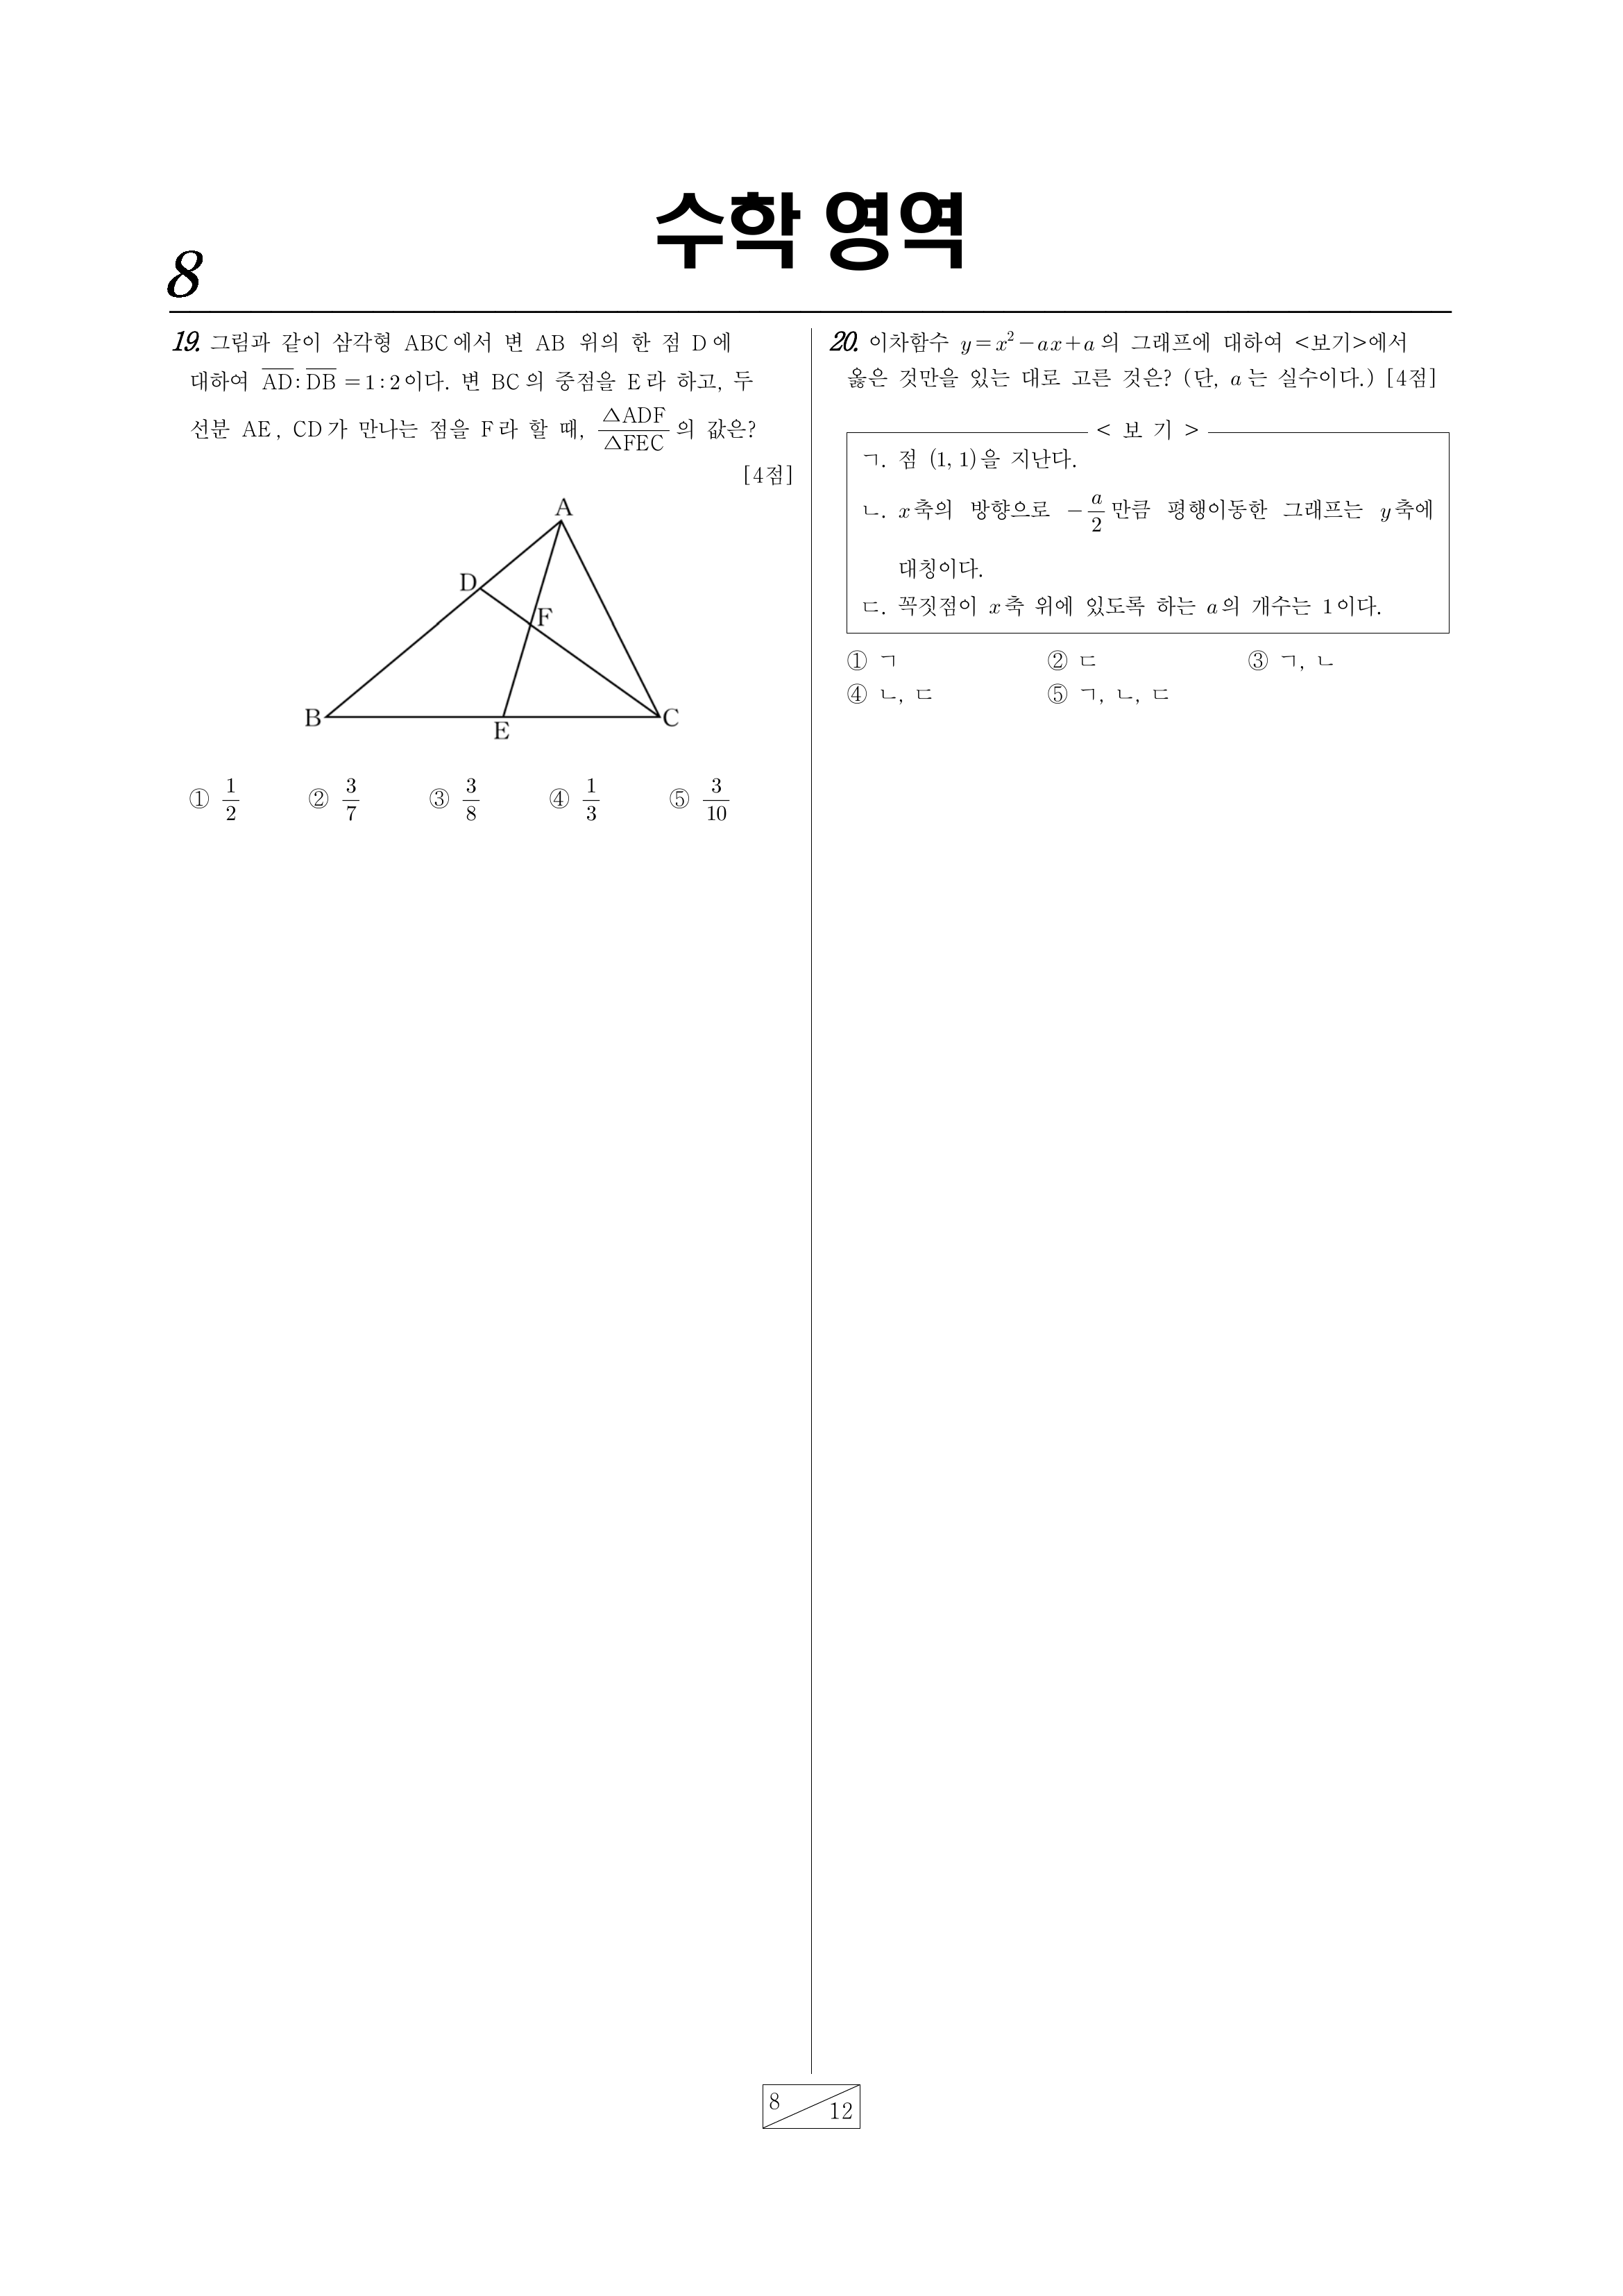 수학 영역
8
19. 그림과 같이 삼각형 ABC에서 변 AB 위의 한 점 D에
대하여 \overline{AD}:\overline{DB}=1:2이다. 변 BC의 중점을 E라 하고, 두
선분 AE, CD가 만나는 점을 F라 할 때, \frac{△ADF}{△FEC}의 값은?
[4점]
A
D
F
B
E
C
① \frac{1}{2} ② \frac{3}{7} ③ \frac{3}{8} ④ \frac{1}{3} ⑤ \frac{3}{10}
20. 이차함수 y=x²-ax+a의 그래프에 대하여 <보기>에서
옳은 것만을 있는 대로 고른 것은? (단, a는 실수이다.) [4점]
< 보 기 >
ㄱ. 점 (1, 1)을 지난다.
ㄴ. x축의 방향으로 -\frac{a}{2}만큼 평행이동한 그래프는 y축에
대칭이다.
ㄷ. 꼭짓점이 x축 위에 있도록 하는 a의 개수는 1이다.
① ㄱ ② ㄷ ③ ㄱ, ㄴ
④ ㄴ, ㄷ ⑤ ㄱ, ㄴ, ㄷ
8
12